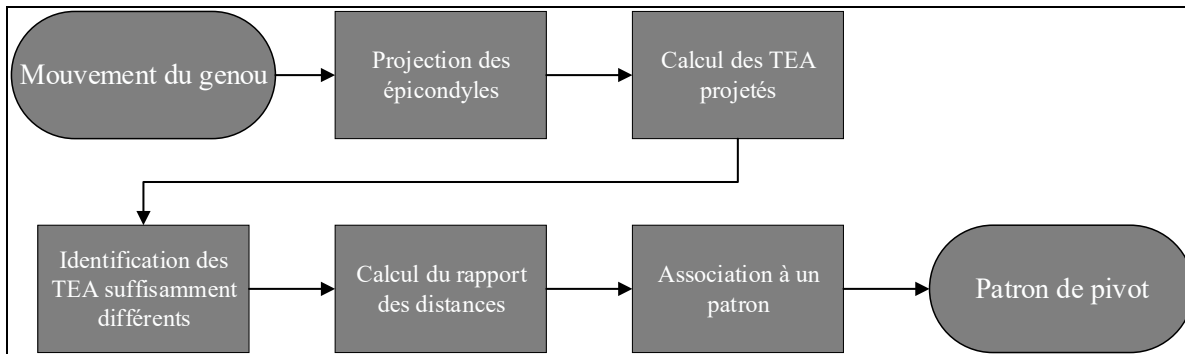 Mouvement du genou
Projection des
épicondyles
Calcul des TEA
projetés
Identification des
TEA suffisamment
différents
Calcul du rapport
des distances
Association à un
patron
Patron de pivot